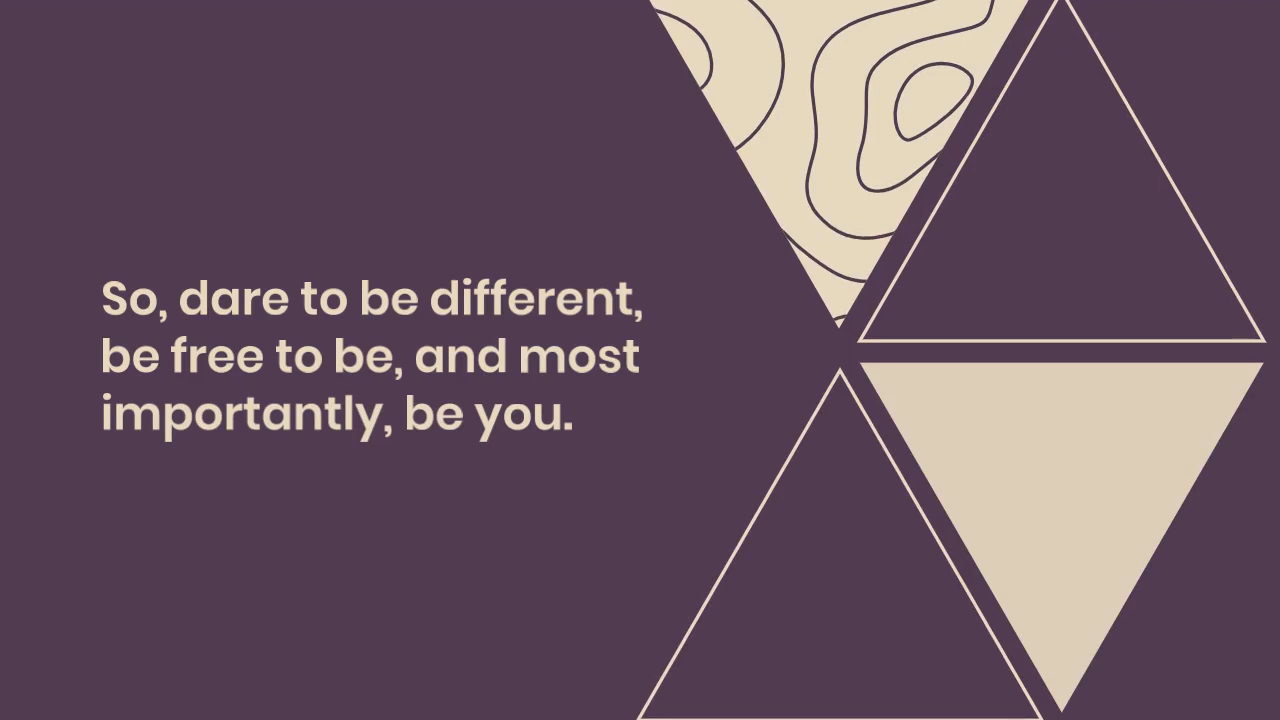 So, dare to be different,
be free to be, and most
importantly, be you.